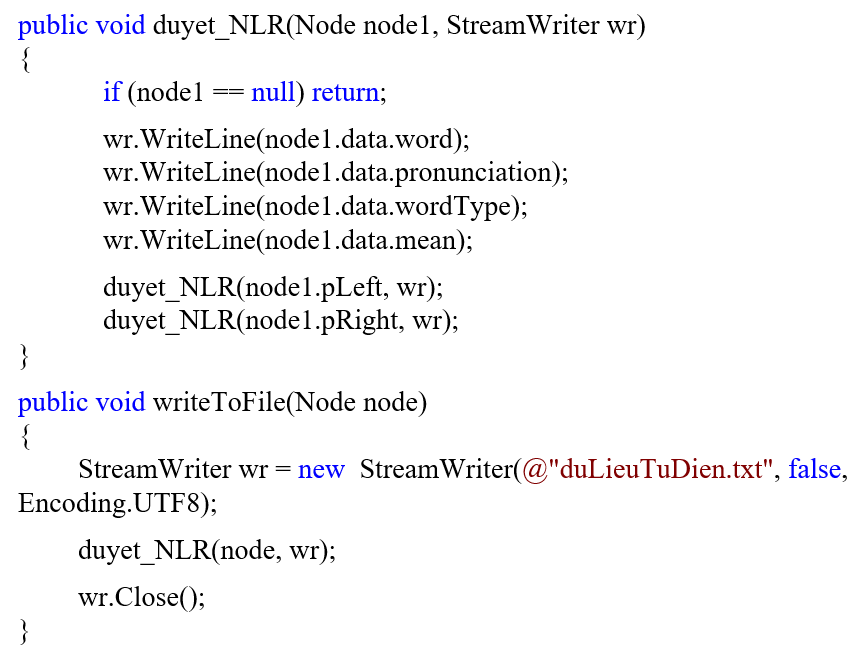 public void duyet_NLR(Node node1, StreamWriter wr)
{
if (node1 == null) return;
wr.WriteLine(node1.data.word);
wr.WriteLine(node1.data.pronunciation);
wr.WriteLine(node1.data.wordType);
wr.WriteLine(node1.data.mean);
duyet_NLR(node1.pLeft, wr);
duyet_NLR(node1.pRight, wr);
}
public void writeToFile(Node node)
{
StreamWriter wr = new  StreamWriter(@"duLieuTuDien.txt", false,
Encoding.UTF8);
duyet_NLR(node, wr);
wr.Close();
}